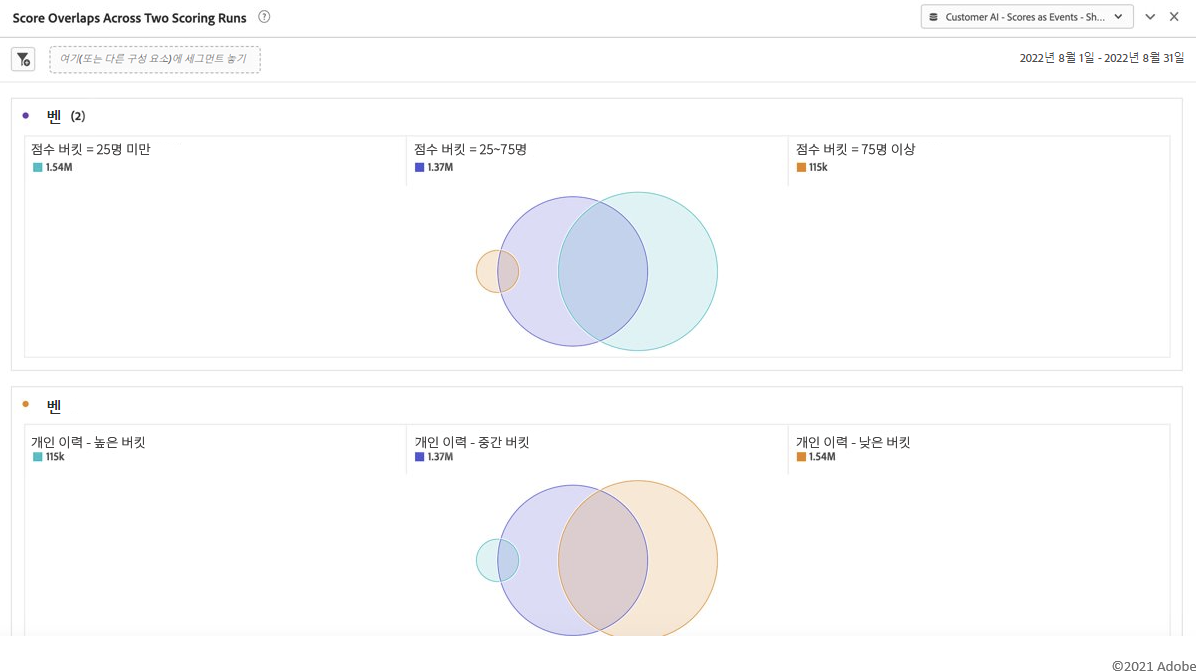 Score Overlaps Across Two Scoring Runs ?
Customer AI - Scores as Events - Sh...
여기(또는 다른 구성 요소)에 세그먼트 놓기
2022년 8월 1일 - 2022년 8월 31일
벤 (2)
점수 버킷 = 25명 미만
1.54M
점수 버킷 = 25~75명
1.37M
점수 버킷 = 75명 이상
115k
벤
개인 이력 - 높은 버킷
115k
개인 이력 - 중간 버킷
1.37M
개인 이력 - 낮은 버킷
1.54M
©2021 Adobe